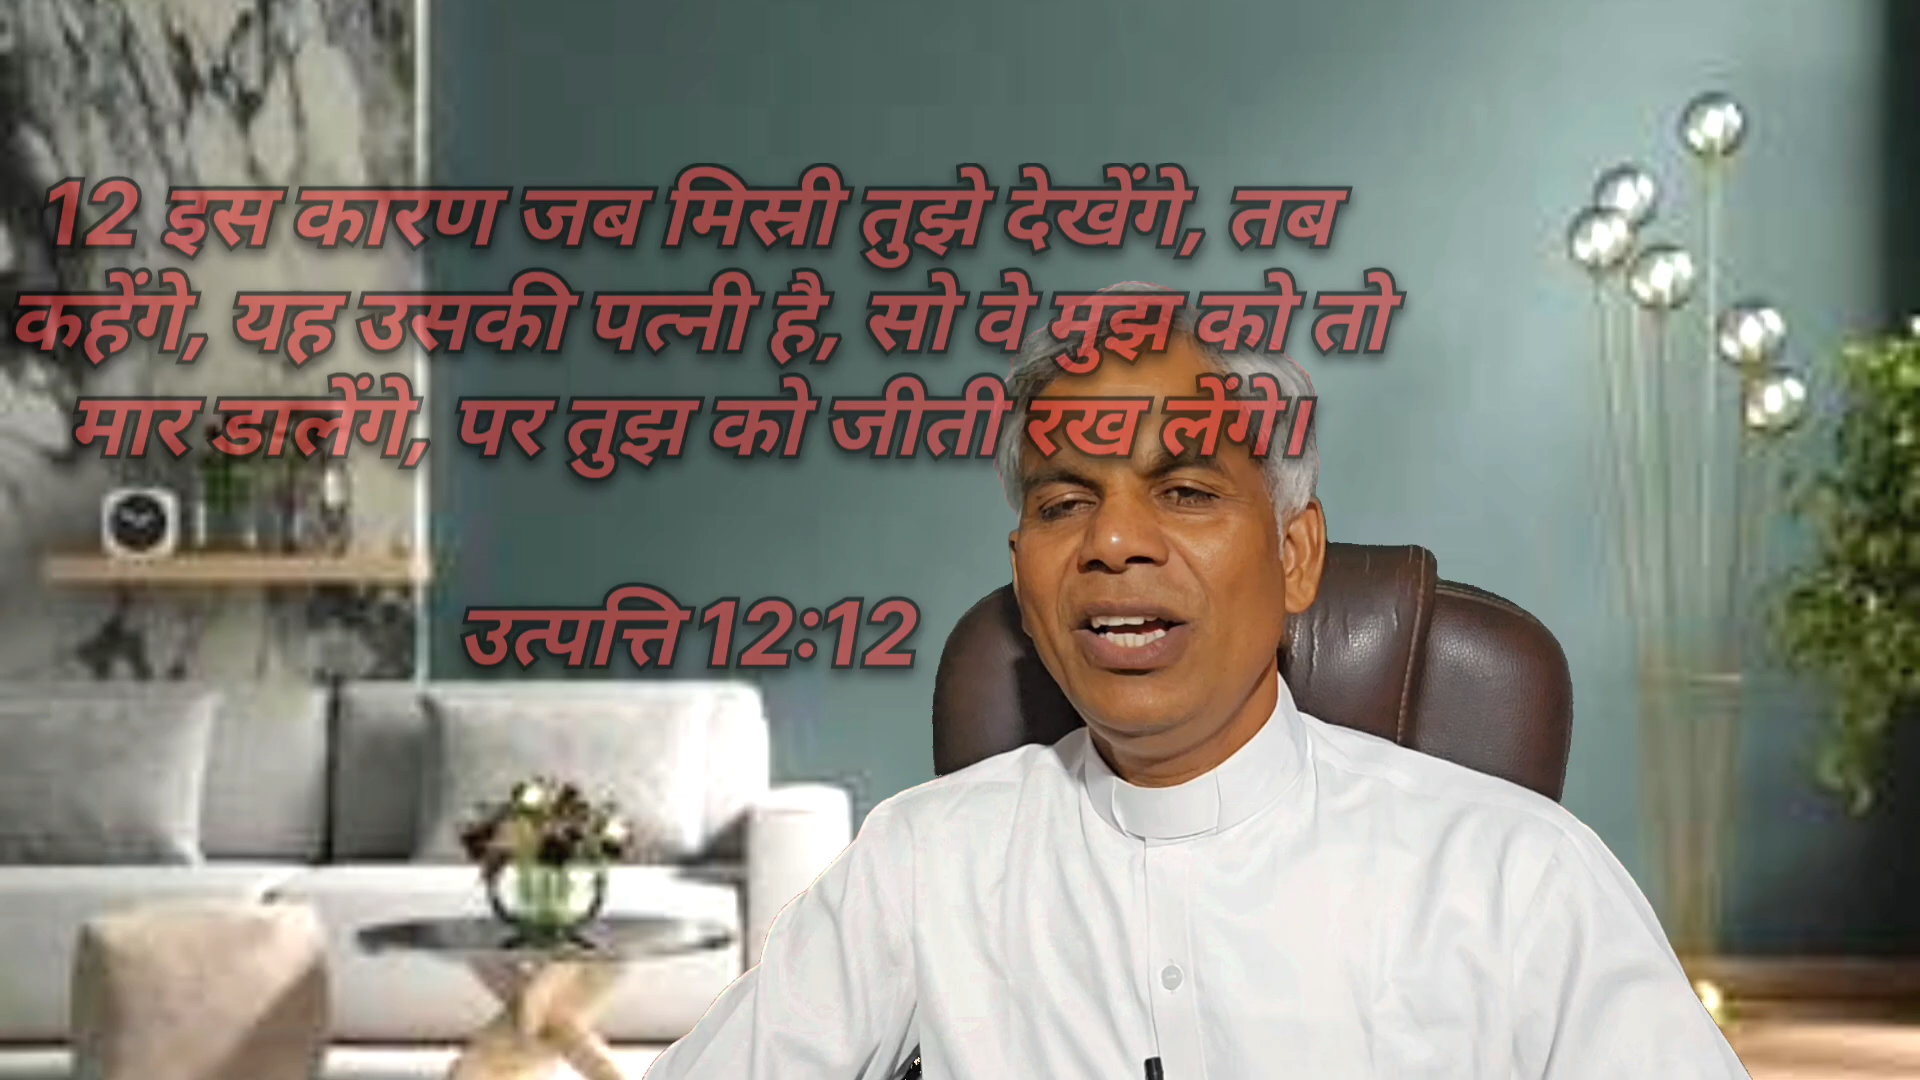 12 इस कारण जब मिस्री तुझे देखेंगे, तब
कहेंगे, यह उसकी पत्नी है, सो वे मुझ को तो
मार डालेंगे, पर तुझ को जीती रख लेंगे।
उत्पत्ति 12:12